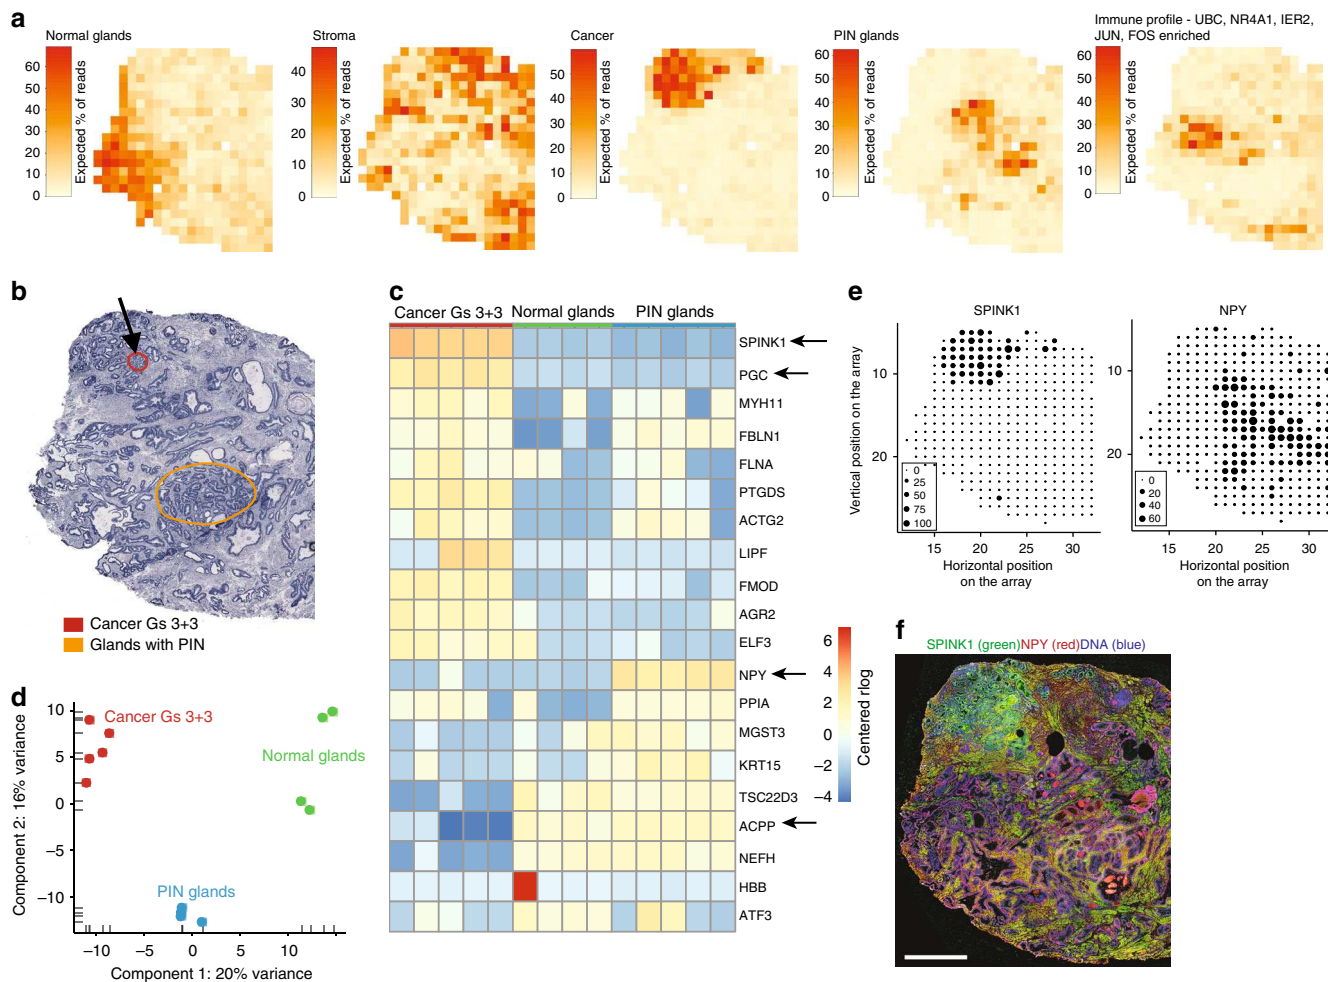 a
Normal glands
Stroma
Cancer
PIN glands
Immune profile - UBC, NR4A1, IER2,
JUN, FOS enriched
60
50
40
30
20
10
0
Expected % of reads
40
30
20
10
0
Expected % of reads
50
40
30
20
10
0
Expected % of reads
60
50
40
30
20
10
0
Expected % of reads
60
50
40
30
20
10
0
Expected % of reads
b
Cancer Gs 3+3
Glands with PIN
c
Cancer Gs 3+3
Normal glands
PIN glands
SPINK1
PGC
MYH11
FBLN1
FLNA
PTGDS
ACTG2
LIPF
FMOD
AGR2
ELF3
NPY
PPIA
MGST3
KRT15
TSC22D3
ACPP
NEFH
HBB
ATF3
6
4
2
0
−2
−4
Centered rlog
d
Component 2: 16% variance
10
5
0
−5
−10
Cancer Gs 3+3
Normal glands
PIN glands
−10
−5
0
5
10
15
Component 1: 20% variance
e
SPINK1
Vertical position on the array
10
20
0
25
50
75
100
15
20
25
30
Horizontal position
on the array
NPY
10
20
0
20
40
60
15
20
25
30
Horizontal position
on the array
f
SPINK1 (green)NPY (red)DNA (blue)